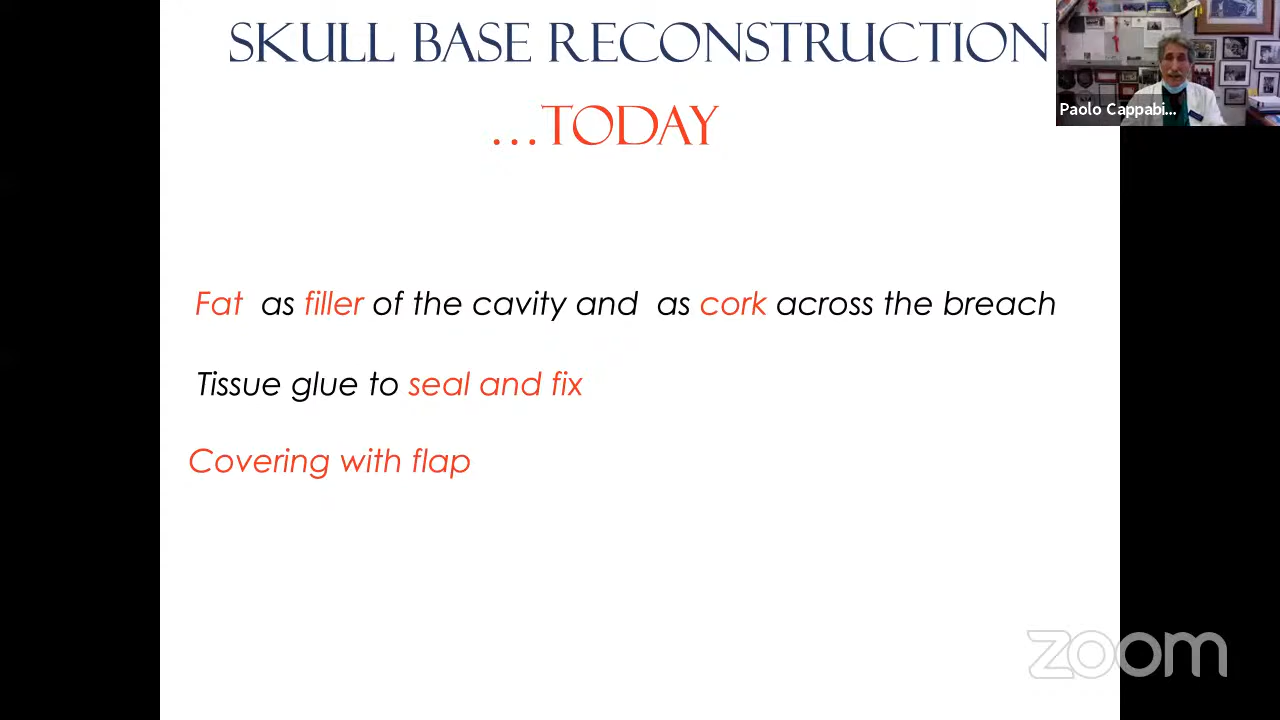 SKULL BASE RECONSTRUCTION
...TODAY
Paolo Cappabi...
Fat as filler of the cavity and as cork across the breach
Tissue glue to seal and fix
Covering with flap
zoom